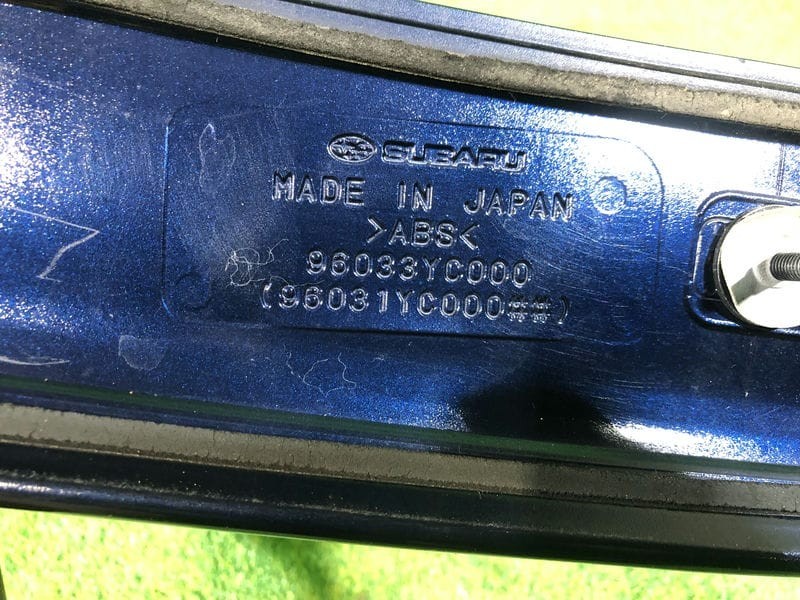 SUBARU
MADE IN JAPAN
>ABS<
96033YC000
(96031YC000##)